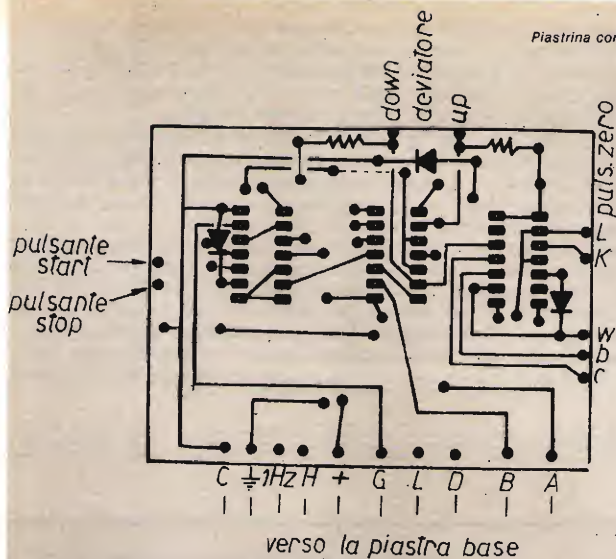 Piastrina con
down
deviatore
up
puls. zero
L
K
pulsante
start
pulsante
stop
W
b
c
C ⏚ 1Hz H + G L D B A
verso la piastra base